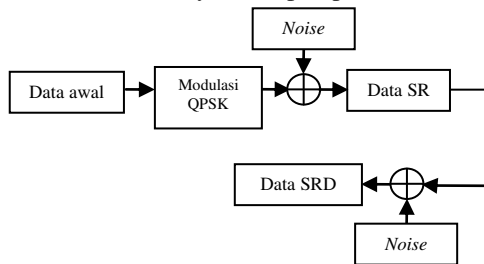 Noise
Data awal
Modulasi
QPSK
Data SR
Data SRD
Noise